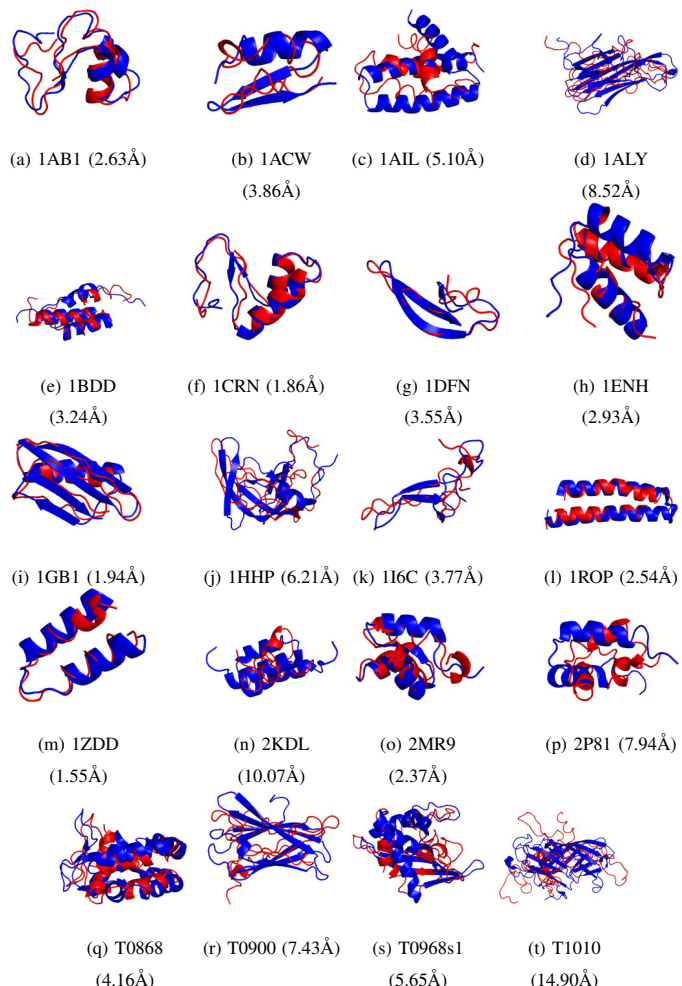 (a) 1AB1 (2.63Å)
(b) 1ACW
(3.86Å)
(c) 1AIL (5.10Å)
(d) 1ALY
(8.52Å)
(e) 1BDD
(3.24Å)
(f) 1CRN (1.86Å)
(g) 1DFN
(3.55Å)
(h) 1ENH
(2.93Å)
(i) 1GB1 (1.94Å)
(j) 1HHP (6.21Å)
(k) 1I6C (3.77Å)
(l) 1ROP (2.54Å)
(m) 1ZDD
(1.55Å)
(n) 2KDL
(10.07Å)
(o) 2MR9
(2.37Å)
(p) 2P81 (7.94Å)
(q) T0868
(4.16Å)
(r) T0900 (7.43Å)
(s) T0968s1
(5.65Å)
(t) T1010
(14.90Å)